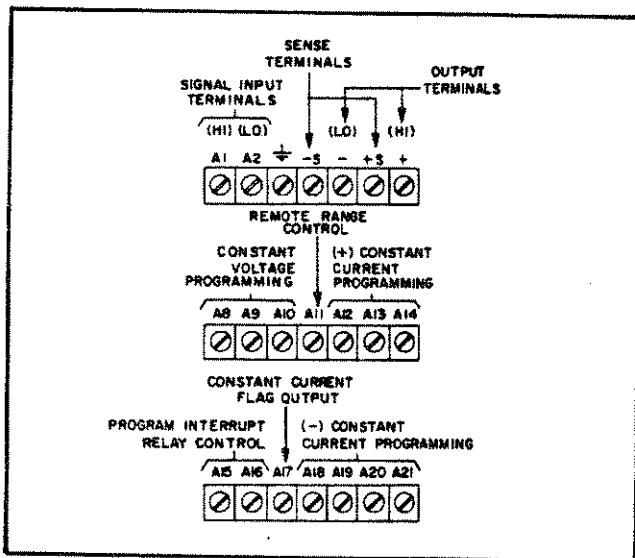 SENSE
TERMINALS
OUTPUT
TERMINALS
SIGNAL INPUT
TERMINALS
(HI) (LO)
(LO)
(HI)
A1 A2 -S - +S +
REMOTE RANGE
CONTROL
CONSTANT
VOLTAGE
PROGRAMMING
(+) CONSTANT
CURRENT
PROGRAMMING
A8 A9 A10 A11 A12 A13 A14
CONSTANT CURRENT
FLAG OUTPUT
PROGRAM INTERRUPT
RELAY CONTROL
(-) CONSTANT
CURRENT PROGRAMMING
A15 A16 A17 A18 A19 A20 A21